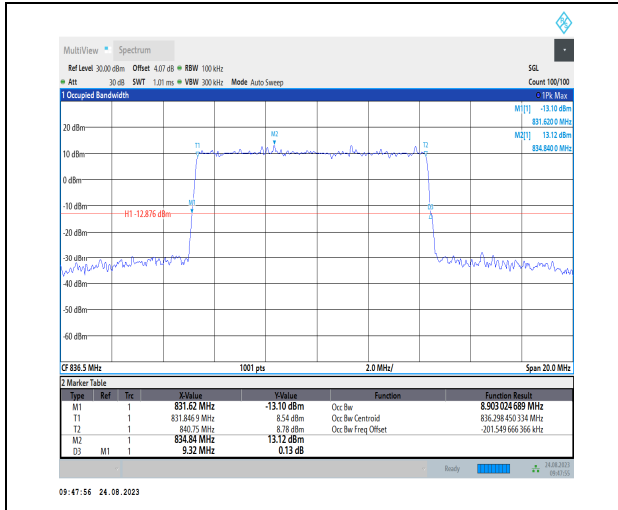 MultiView Spectrum
Ref Level 30.00 dBm Offset 4.07 dB RBW 100 kHz SGL
Att 30 dB SWT 1.01 ms VBW 300 kHz Mode Auto Sweep Count 100/100
1 Occupied Bandwidth 1Pk Max
M1[1] -13.10 dBm
831.620 0 MHz
M2[1] 13.12 dBm
834.840 0 MHz
20 dBm
M2
T1 T2
10 dBm
0 dBm
-10 dBm
M1 D3
H1 -12.876 dBm
-20 dBm
-30 dBm
-40 dBm
-50 dBm
-60 dBm
CF 836.5 MHz 1001 pts 2.0 MHz/ Span 20.0 MHz
2 Marker Table
Type Ref Trc X-Value Y-Value Function Function Result
M1 1 831.62 MHz -13.10 dBm Occ Bw 8.903 024 689 MHz
T1 1 831.846 9 MHz 8.54 dBm Occ Bw Centroid 836.298 450 334 MHz
T2 1 840.75 MHz 8.78 dBm Occ Bw Freq Offset -201.549 666 366 kHz
M2 1 834.84 MHz 13.12 dBm
D3 M1 1 9.32 MHz 0.13 dB
Ready 24.08.2023
09:47:55
09:47:56 24.08.2023